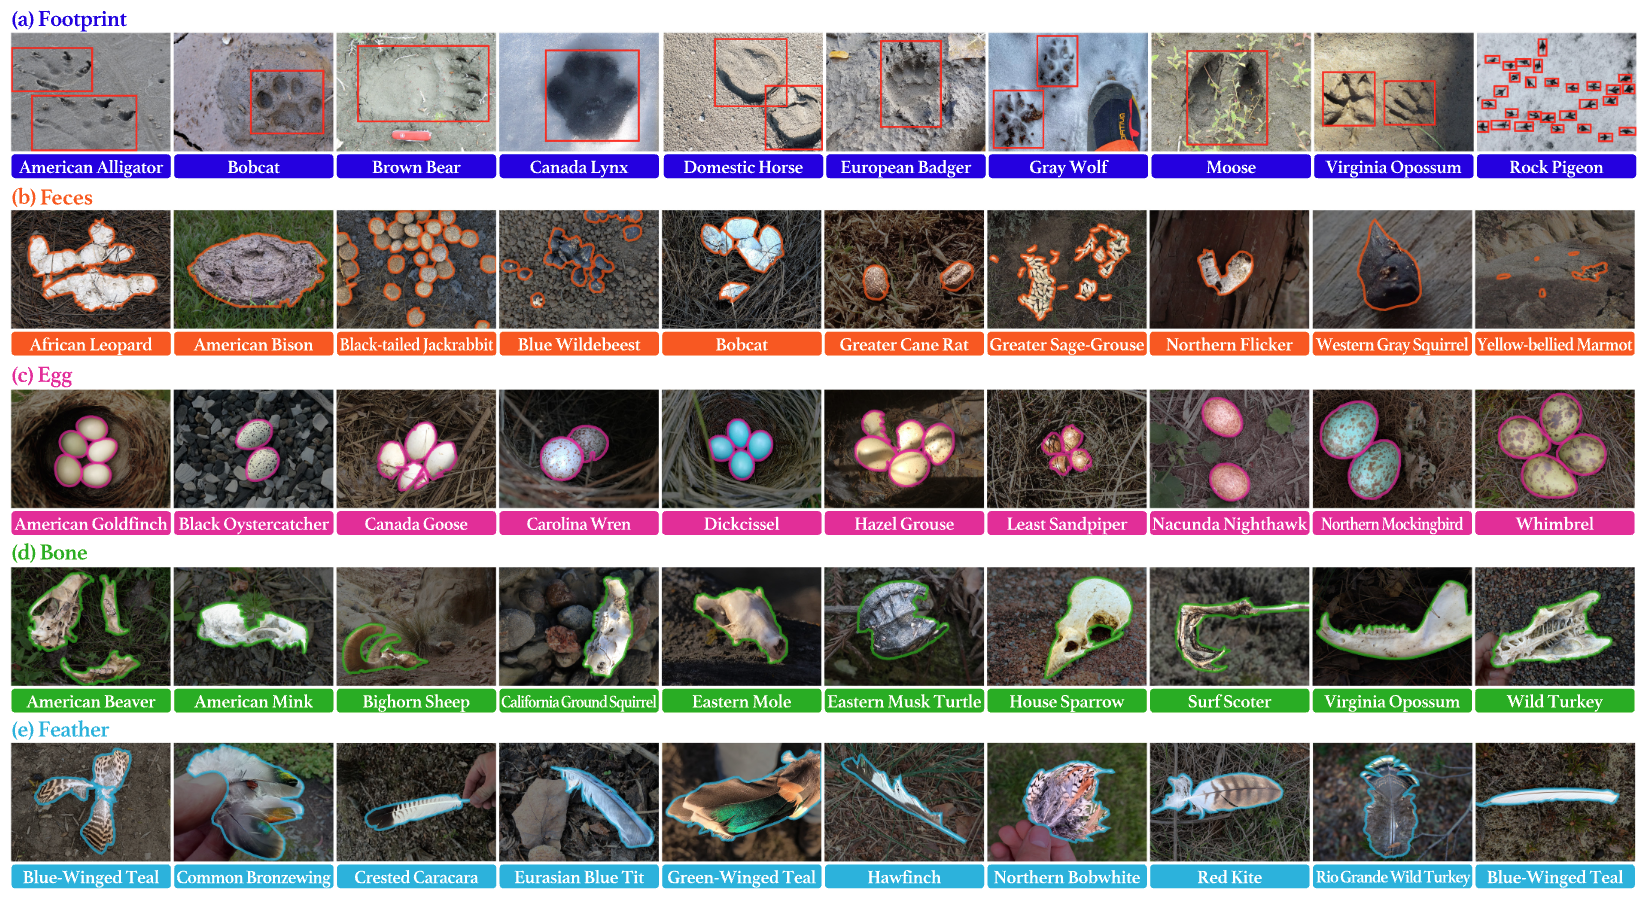 (a) Footprint
American Alligator
Bobcat
Brown Bear
Canada Lynx
Domestic Horse
European Badger
Gray Wolf
Moose
Virginia Opossum
Rock Pigeon
(b) Feces
African Leopard
American Bison
Black-tailed Jackrabbit
Blue Wildebeest
Bobcat
Greater Cane Rat
Greater Sage-Grouse
Northern Flicker
Western Gray Squirrel
Yellow-bellied Marmot
(c) Egg
American Goldfinch
Black Oystercatcher
Canada Goose
Carolina Wren
Dickcissel
Hazel Grouse
Least Sandpiper
Nacunda Nighthawk
Northern Mockingbird
Whimbrel
(d) Bone
American Beaver
American Mink
Bighorn Sheep
California Ground Squirrel
Eastern Mole
Eastern Musk Turtle
House Sparrow
Surf Scoter
Virginia Opossum
Wild Turkey
(e) Feather
Blue-Winged Teal
Common Bronzewing
Crested Caracara
Eurasian Blue Tit
Green-Winged Teal
Hawfinch
Northern Bobwhite
Red Kite
Rio Grande Wild Turkey
Blue-Winged Teal